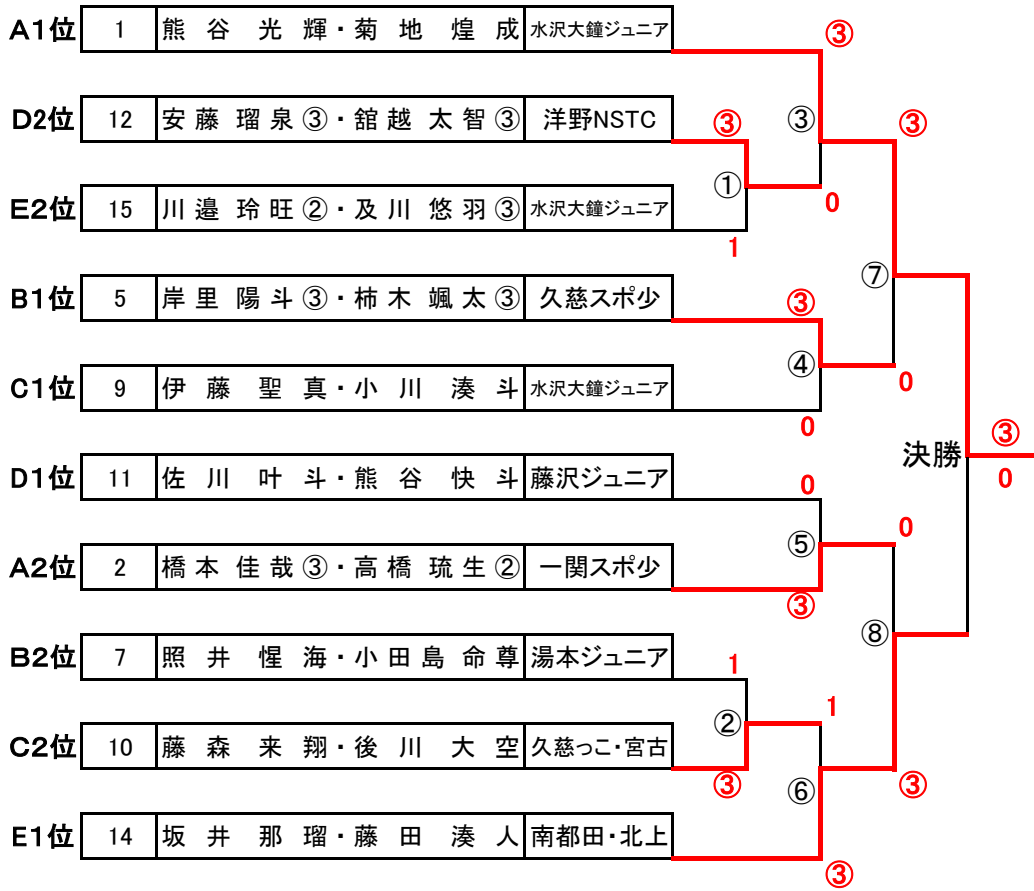 A1位 1 熊谷光輝・菊地煌成 水沢大鐘ジュニア
③
D2位 12 安藤瑠泉③・舘越太智③ 洋野NSTC
③ ③ ③
①
E2位 15 川邉玲旺② ・及川悠羽③ 水沢大鐘ジュニア
0
1
B1位 5 岸里陽斗③・柿木颯太③ 久慈スポ少
③ ⑦
④
C1位 9 伊藤聖真・小川湊斗 水沢大鐘ジュニア
0
0
決勝 ③
0
D1位 11 佐川叶斗・熊谷快斗 藤沢ジュニア
0
0
⑤
A2位 2 橋本佳哉③・高橋琉生② 一関スポ少
③
⑧
B2位 7 照井惺海・小田島命尊 湯本ジュニア
1
1
②
C2位 10 藤森来翔・後川大空 久慈っこ・宮古
③ ⑥ ③
E1位 14 坂井那瑠・藤田湊人 南都田・北上
③